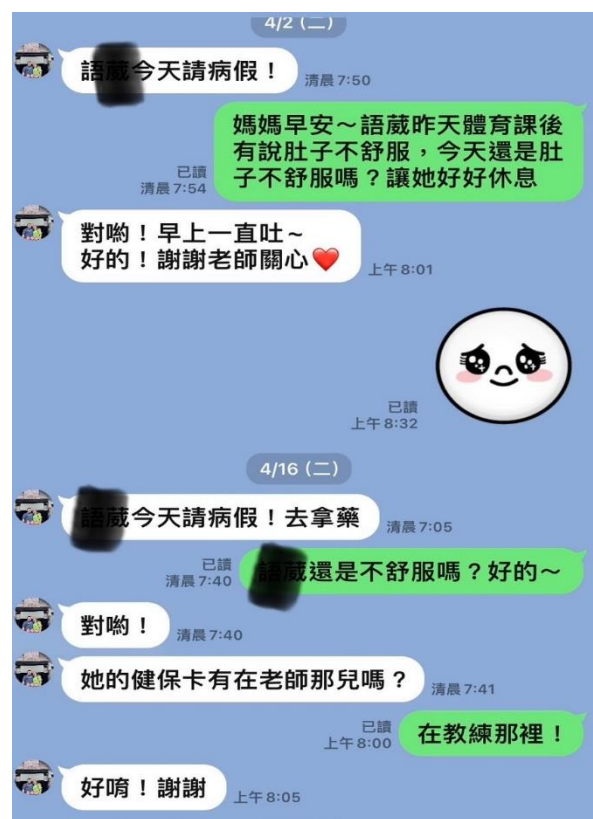 4/2 (二)
語今天請病假！
清晨 7:50
媽媽早安～語葳昨天體育課後
有說肚子不舒服，今天還是肚
子不舒服嗎？讓她好好休息
已讀
清晨 7:54
對喲！早上一直吐～
好的！謝謝老師關心❤️
上午 8:01
已讀
上午 8:32
4/16 (二)
今天請病假！去拿藥
清晨 7:05
已讀
清晨 7:40
還是不舒服嗎？好的～
對喲！
清晨 7:40
她的健保卡有在老師那兒嗎？
清晨 7:41
已讀
上午 8:00
在教練那裡！
好唷！謝謝
上午 8:05